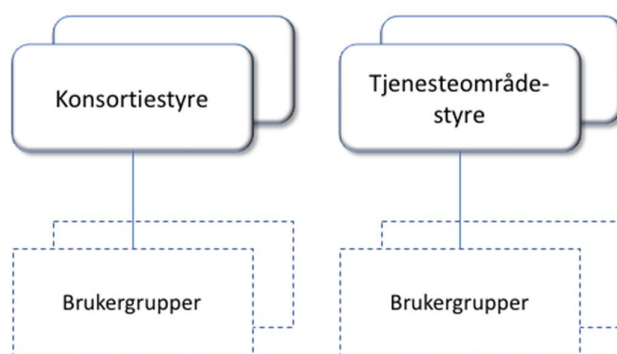 Konsortiestyre
Tjenesteområde-
styre
Brukergrupper
Brukergrupper